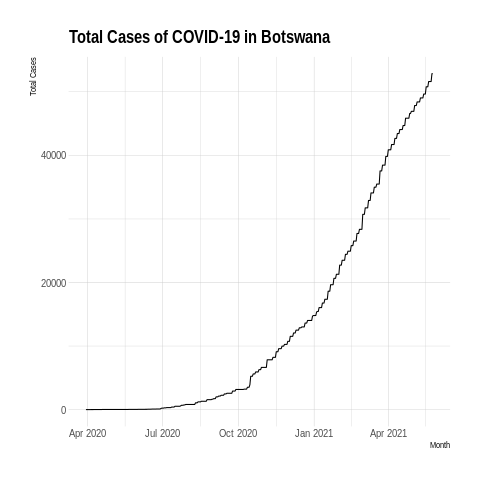 Total Cases of COVID-19 in Botswana
Total Cases
40000
20000
0
Apr 2020 Jul 2020 Oct 2020 Jan 2021 Apr 2021
Month